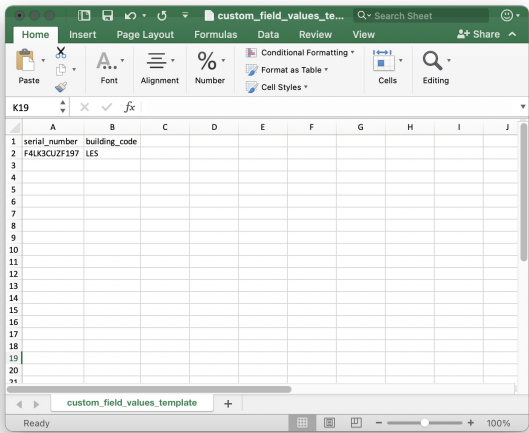 custom_field_values_te...
Search Sheet
Home Insert Page Layout Formulas Data Review View Share
Paste Font Alignment Number Conditional Formatting Format as Table Cell Styles Cells Editing
K19 fx
A B C D E F G H I J
1 serial_number building_code
2 F4LK3CUZF197 LES
3
4
5
6
7
8
9
10
11
12
13
14
15
16
17
18
19
20
21
custom_field_values_template +
Ready 100%